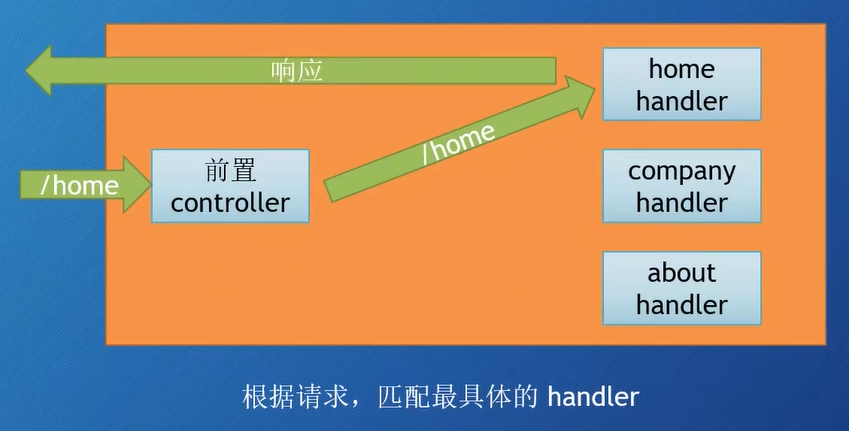 响应
home
handler
/home
/home
前置
controller
company
handler
about
handler
根据请求，匹配最具体的 handler